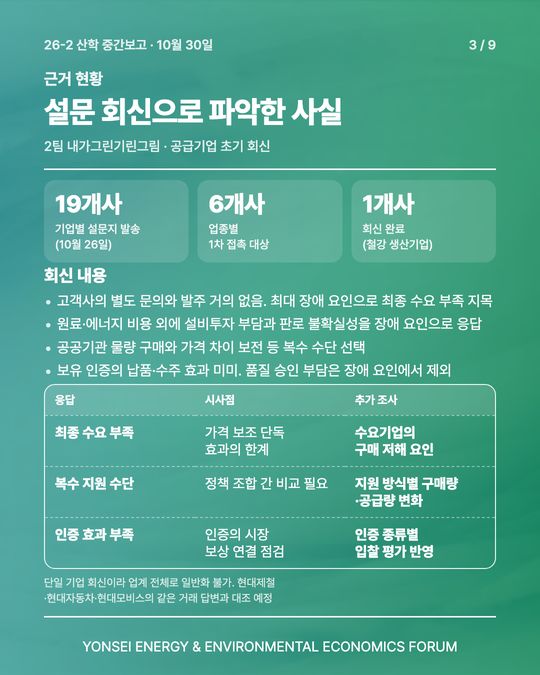 26-2 산학 중간보고 · 10월 30일
3 / 9
근거 현황
설문 회신으로 파악한 사실
2팀 내가그린기린그림 · 공급기업 초기 회신
19개사
기업별 설문지 발송
(10월 26일)
6개사
업종별
1차 접촉 대상
1개사
회신 완료
(철강 생산기업)
회신 내용
• 고객사의 별도 문의와 발주 거의 없음. 최대 장애 요인으로 최종 수요 부족 지목
• 원료·에너지 비용 외에 설비투자 부담과 판로 불확실성을 장애 요인으로 응답
• 공공기관 물량 구매와 가격 차이 보전 등 복수 수단 선택
• 보유 인증의 납품·수주 효과 미미. 품질 승인 부담은 장애 요인에서 제외
응답 시사점 추가 조사
최종 수요 부족
가격 보조 단독
효과의 한계
수요기업의
구매 저해 요인
복수 지원 수단
정책 조합 간 비교 필요
지원 방식별 구매량
·공급량 변화
인증 효과 부족
인증의 시장
보상 연결 점검
인증 종류별
입찰 평가 반영
단일 기업 회신이라 업계 전체로 일반화 불가. 현대제철
·현대자동차·현대모비스의 같은 거래 답변과 대조 예정
YONSEI ENERGY & ENVIRONMENTAL ECONOMICS FORUM